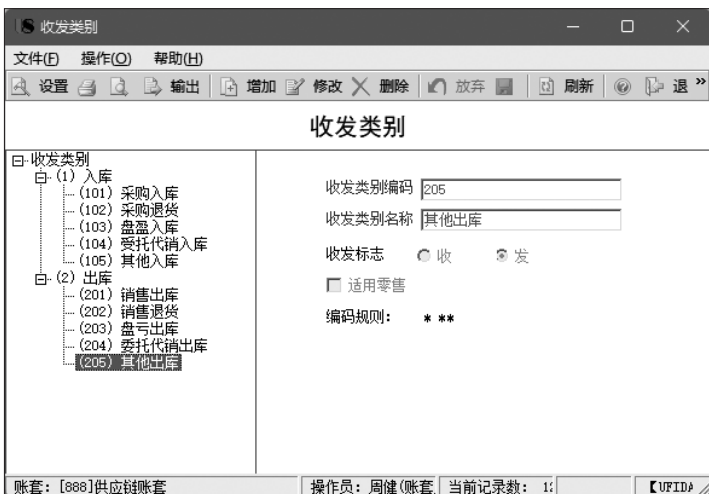 收发类别
文件(F) 操作(O) 帮助(H)
设置 输出 增加 修改 删除 放弃 刷新 退 »
收发类别
收发类别
(1) 入库
(101) 采购入库
(102) 采购退货
(103) 盘盈入库
(104) 受托代销入库
(105) 其他入库
(2) 出库
(201) 销售出库
(202) 销售退货
(203) 盘亏出库
(204) 委托代销出库
(205) 其他出库
收发类别编码 205
收发类别名称 其他出库
收发标志 收 发
适用零售
编码规则: * **
账套: [888]供应链账套 操作员: 周健(账套 当前记录数: 【UFIDA